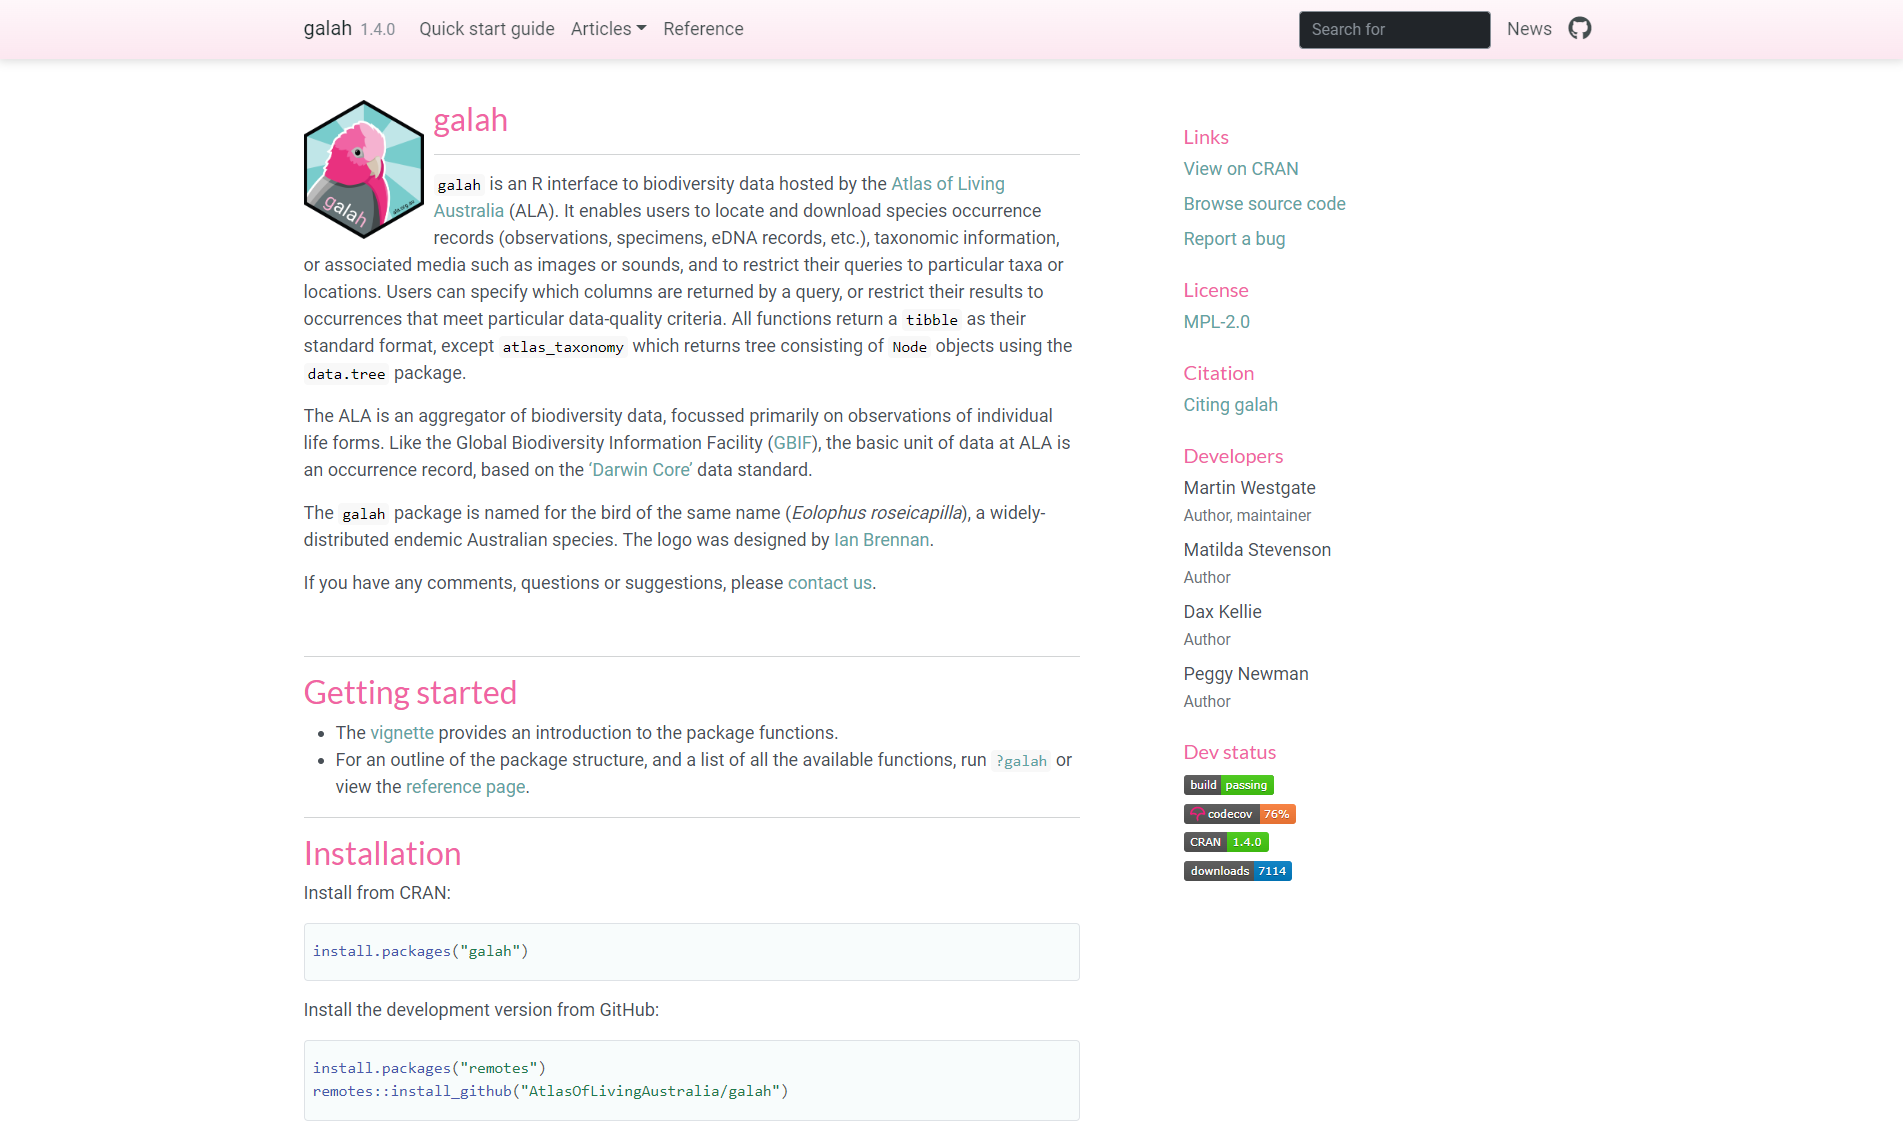 galah 1.4.0 Quick start guide Articles Reference Search for News
galah
galah
ala.org.au
galah is an R interface to biodiversity data hosted by the Atlas of Living
Australia (ALA). It enables users to locate and download species occurrence
records (observations, specimens, eDNA records, etc.), taxonomic information,
or associated media such as images or sounds, and to restrict their queries to particular taxa or
locations. Users can specify which columns are returned by a query, or restrict their results to
occurrences that meet particular data-quality criteria. All functions return a tibble as their
standard format, except atlas_taxonomy which returns tree consisting of Node objects using the
data.tree package.
The ALA is an aggregator of biodiversity data, focussed primarily on observations of individual
life forms. Like the Global Biodiversity Information Facility (GBIF), the basic unit of data at ALA is
an occurrence record, based on the ‘Darwin Core’ data standard.
The galah package is named for the bird of the same name (Eolophus roseicapilla), a widely-
distributed endemic Australian species. The logo was designed by Ian Brennan.
If you have any comments, questions or suggestions, please contact us.
Getting started
• The vignette provides an introduction to the package functions.
• For an outline of the package structure, and a list of all the available functions, run ?galah or
view the reference page.
Installation
Install from CRAN:
install.packages("galah")
Install the development version from GitHub:
install.packages("remotes")
remotes::install_github("AtlasOfLivingAustralia/galah")
Links
View on CRAN
Browse source code
Report a bug
License
MPL-2.0
Citation
Citing galah
Developers
Martin Westgate
Author, maintainer
Matilda Stevenson
Author
Dax Kellie
Author
Peggy Newman
Author
Dev status
build passing
codecov 76%
CRAN 1.4.0
downloads 7114